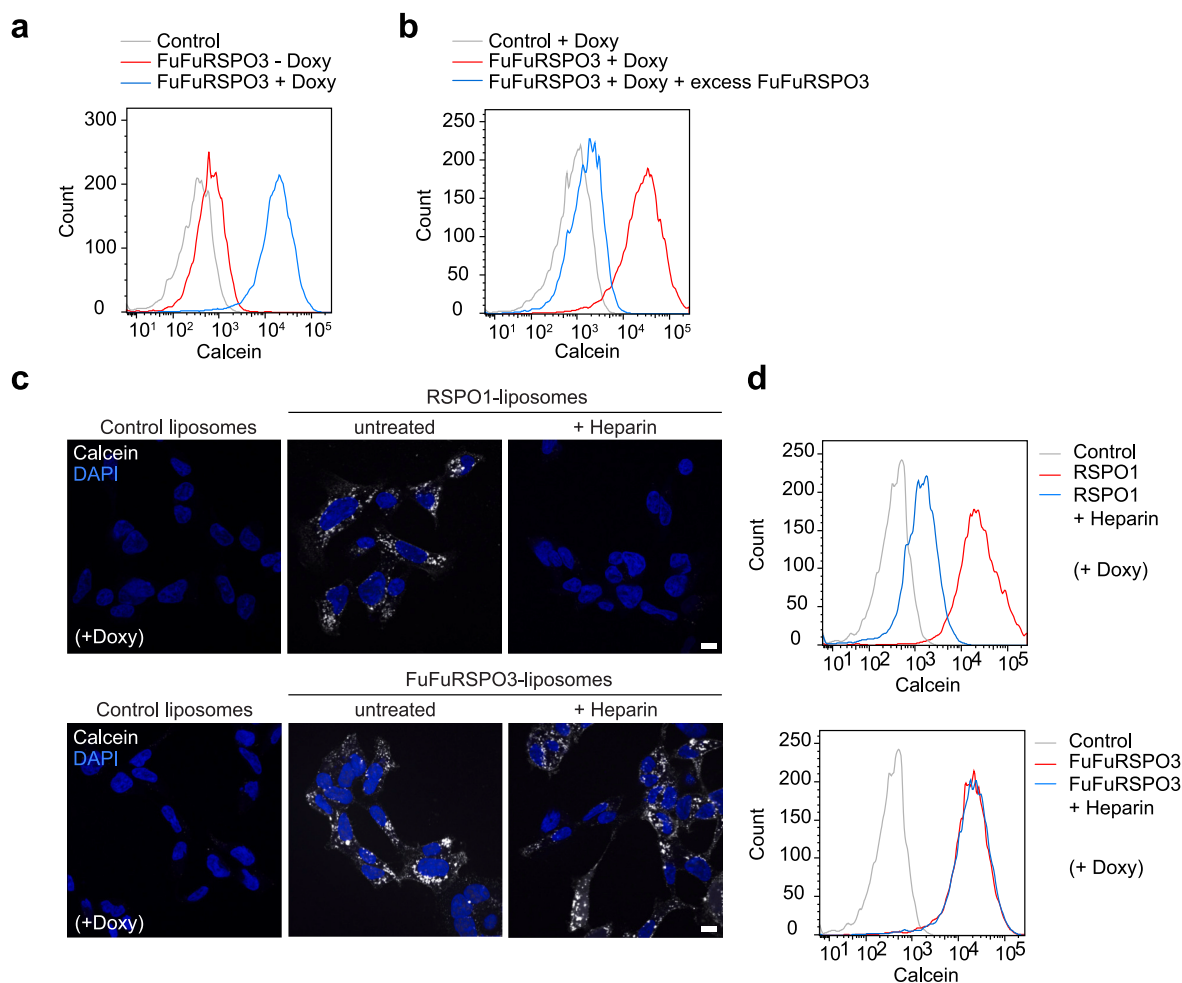 a
Control
FuFuRSPO3 - Doxy
FuFuRSPO3 + Doxy
300
200
100
0
Count
10¹ 10² 10³ 10⁴ 10⁵
Calcein
b
Control + Doxy
FuFuRSPO3 + Doxy
FuFuRSPO3 + Doxy + excess FuFuRSPO3
250
200
150
100
50
0
Count
10¹ 10² 10³ 10⁴ 10⁵
Calcein
c
RSPO1-liposomes
Control liposomes untreated + Heparin
Calcein
DAPI
(+Doxy)
FuFuRSPO3-liposomes
Control liposomes untreated + Heparin
Calcein
DAPI
(+Doxy)
d
250
200
150
100
50
0
Count
10¹ 10² 10³ 10⁴ 10⁵
Calcein
Control
RSPO1
RSPO1
+ Heparin
(+ Doxy)
250
200
150
100
50
0
Count
10¹ 10² 10³ 10⁴ 10⁵
Calcein
Control
FuFuRSPO3
FuFuRSPO3
+ Heparin
(+ Doxy)